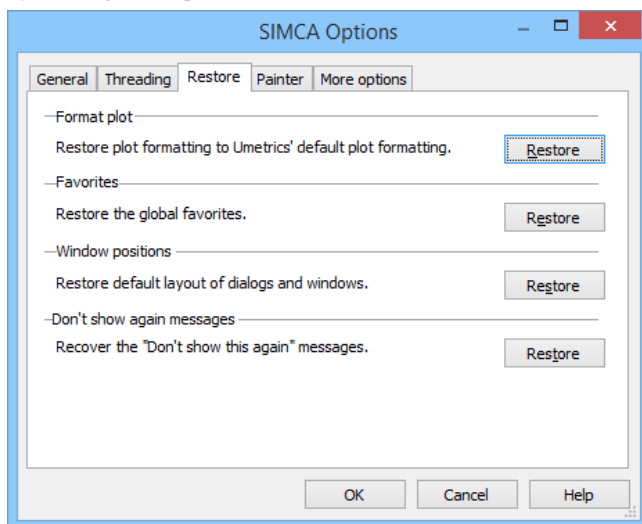 SIMCA Options
General Threading Restore Painter More options
Format plot
Restore plot formatting to Umetrics' default plot formatting. Restore
Favorites
Restore the global favorites. Restore
Window positions
Restore default layout of dialogs and windows. Restore
Don't show again messages
Recover the "Don't show this again" messages. Restore
OK Cancel Help